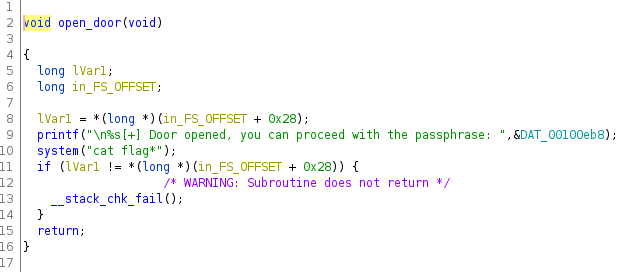 1
2 void open_door(void)
3
4 {
5 long lVar1;
6 long in_FS_OFFSET;
7
8 lVar1 = *(long *)(in_FS_OFFSET + 0x28);
9 printf("\n%s[+] Door opened, you can proceed with the passphrase: ",&DAT_00100eb8);
10 system("cat flag*");
11 if (lVar1 != *(long *)(in_FS_OFFSET + 0x28)) {
12 /* WARNING: Subroutine does not return */
13 __stack_chk_fail();
14 }
15 return;
16 }
17